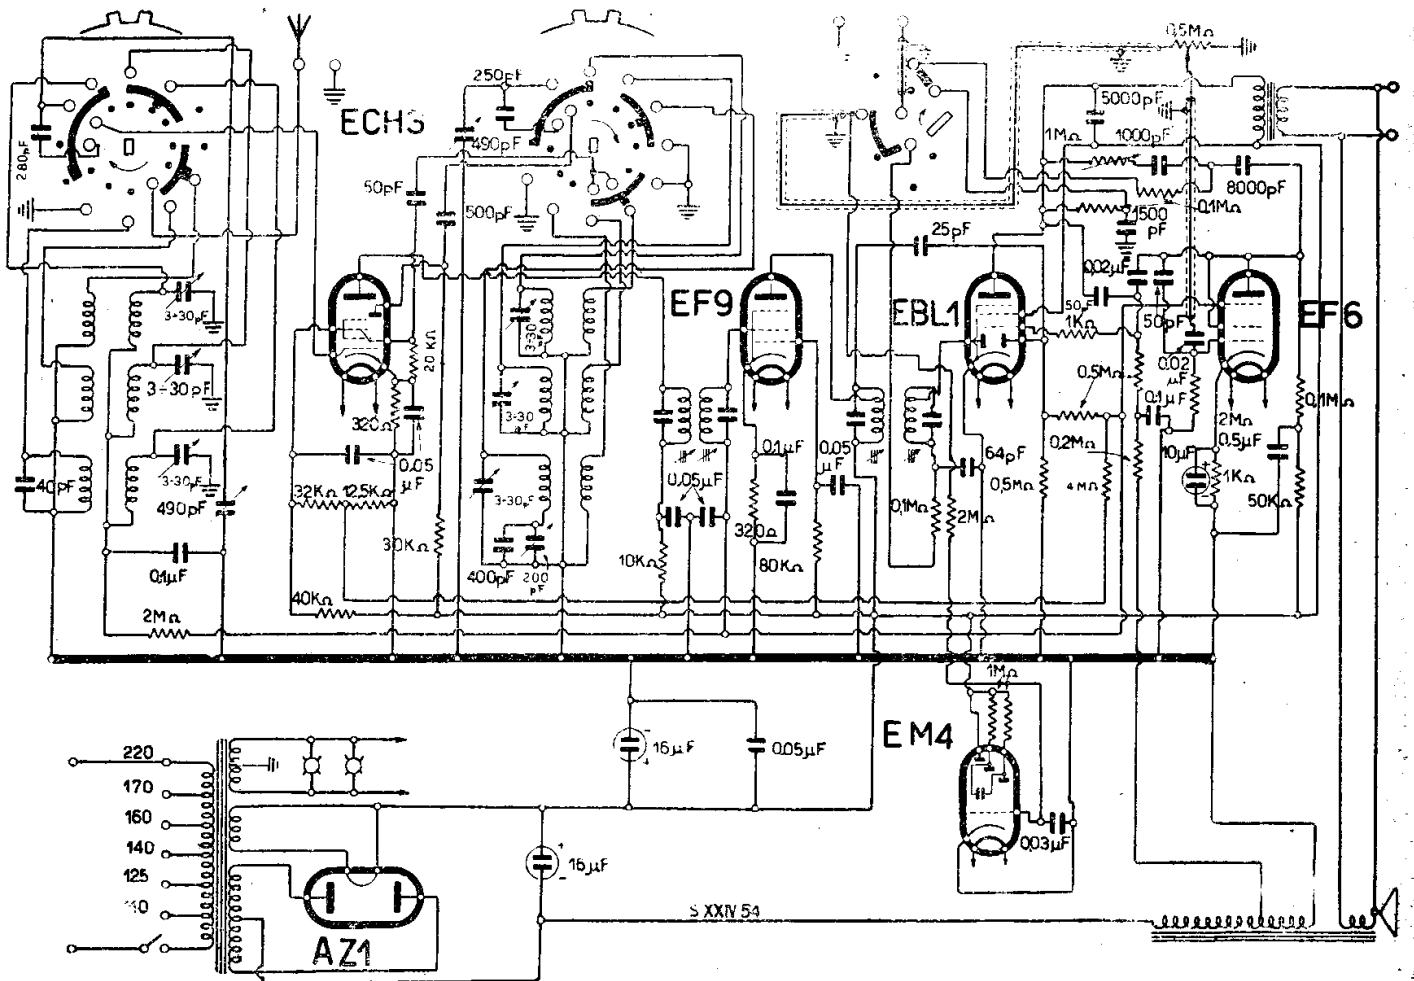 0,5MΩ
250pF
ECH3
5000pF
1MΩ
1000pF
280pF
490pF
50pF
8000pF
500pF
0,1MΩ
1500
pF
25pF
0,02µF
EF9
EBL1
EF6
3-30pF
3-30
50pF
1KΩ
50pF
20KΩ
0,02
µF
3-30pF
0,5MΩ
3-30
0,1µF
0,1MΩ
320Ω
2MΩ
0,1µF
0,05
µF
0,2MΩ
0,5µF
0,05
µF
64pF
10µF
40pF
3-30pF
32KΩ
12,5KΩ
3-30pF
0,05µF
0,5MΩ
1KΩ
490pF
0,1MΩ
2MΩ
50KΩ
30KΩ
320Ω
0,1µF
400pF
200
pF
10KΩ
80KΩ
40KΩ
2MΩ
1MΩ
EM4
16µF
0,05µF
220
170
160
140
125
0,03µF
16µF
S XXIV 54
AZ1